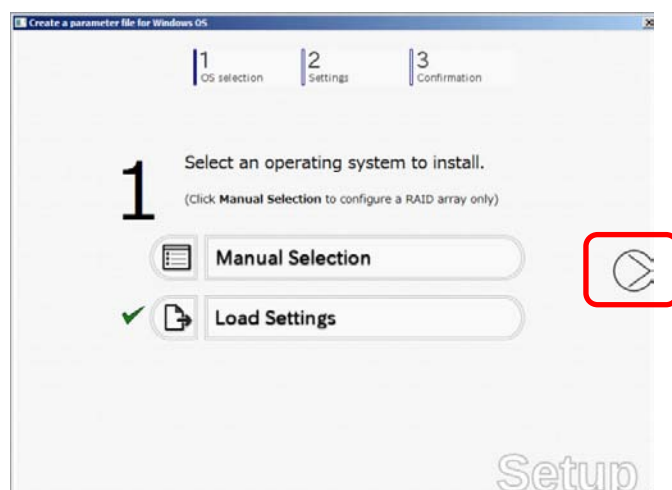 Create a parameter file for Windows OS
1
OS selection
2
Settings
3
Confirmation
1
Select an operating system to install.
(Click Manual Selection to configure a RAID array only)
Manual Selection
Load Settings
Setup